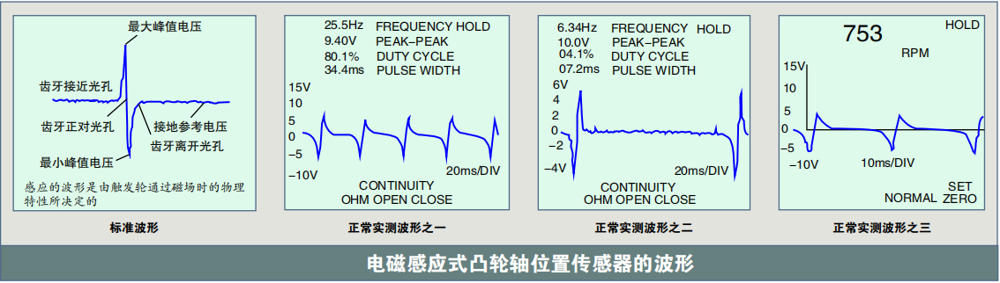 最大峰值电压
齿牙接近光孔
齿牙正对光孔
接地参考电压
齿牙离开光孔
最小峰值电压
感应的波形是由触发轮通过磁场时的物理
特性所决定的
标准波形
25.5Hz FREQUENCY HOLD
9.40V PEAK–PEAK
80.1% DUTY CYCLE
34.4ms PULSE WIDTH
15V
10
5
0
−5
−10V
20ms/DIV
CONTINUITY
OHM OPEN CLOSE
正常实测波形之一
6.34Hz FREQUENCY HOLD
10.0V PEAK–PEAK
04.1% DUTY CYCLE
07.2ms PULSE WIDTH
6V
4
2
0
−2
−4V
20ms/DIV
CONTINUITY
OHM OPEN CLOSE
正常实测波形之二
HOLD
753
RPM
15V
10
5
0
−5
−10V
10ms/DIV
SET
NORMAL ZERO
正常实测波形之三
电磁感应式凸轮轴位置传感器的波形